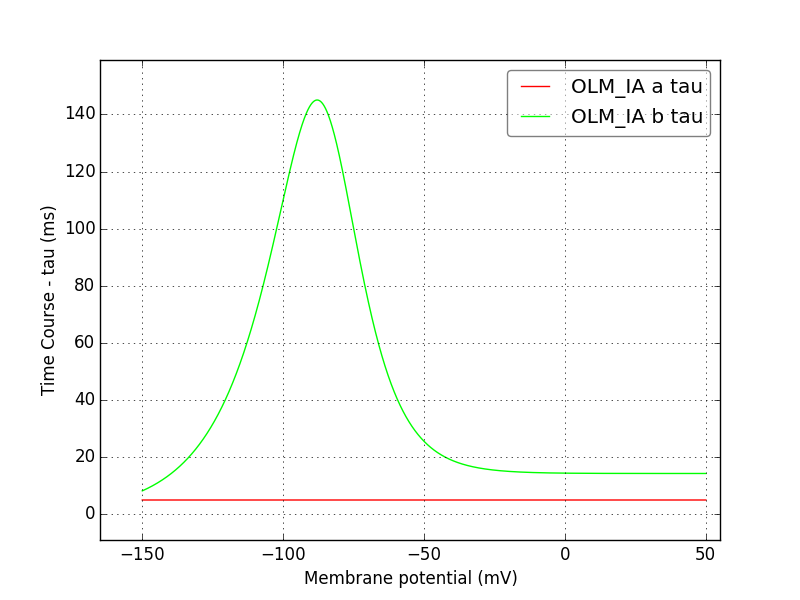 OLM_IA a tau
OLM_IA b tau
140
120
100
80
60
40
20
0
Time Course - tau (ms)
−150 −100 −50 0 50
Membrane potential (mV)